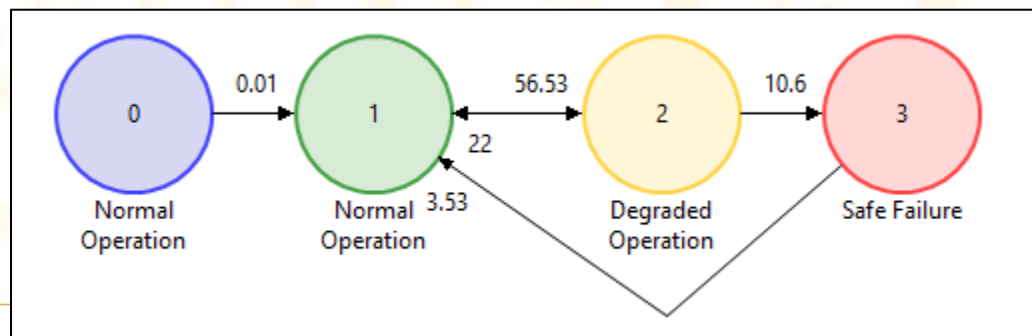 0.01
56.53
10.6
0
1
2
3
22
3.53
Normal
Operation
Normal
Operation
Degraded
Operation
Safe Failure